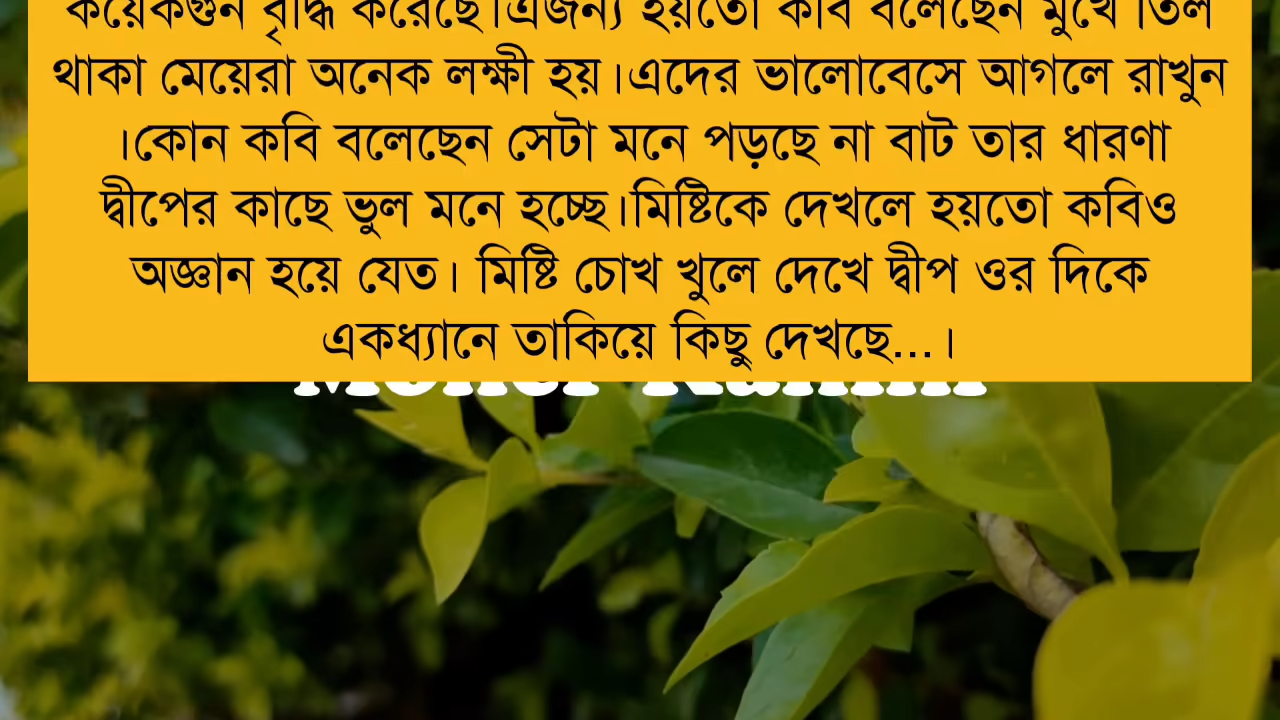 কয়েকগুন বৃদ্ধি করেছে।এজন্য হয়তো কবি বলেছেন মুখে তিল
থাকা মেয়েরা অনেক লক্ষী হয়।এদের ভালোবেসে আগলে রাখুন
।কোন কবি বলেছেন সেটা মনে পড়ছে না বাট তার ধারণা
দ্বীপের কাছে ভুল মনে হচ্ছে।মিষ্টিকে দেখলে হয়তো কবিও
অজ্ঞান হয়ে যেত। মিষ্টি চোখ খুলে দেখে দ্বীপ ওর দিকে
একধ্যানে তাকিয়ে কিছু দেখছে...।